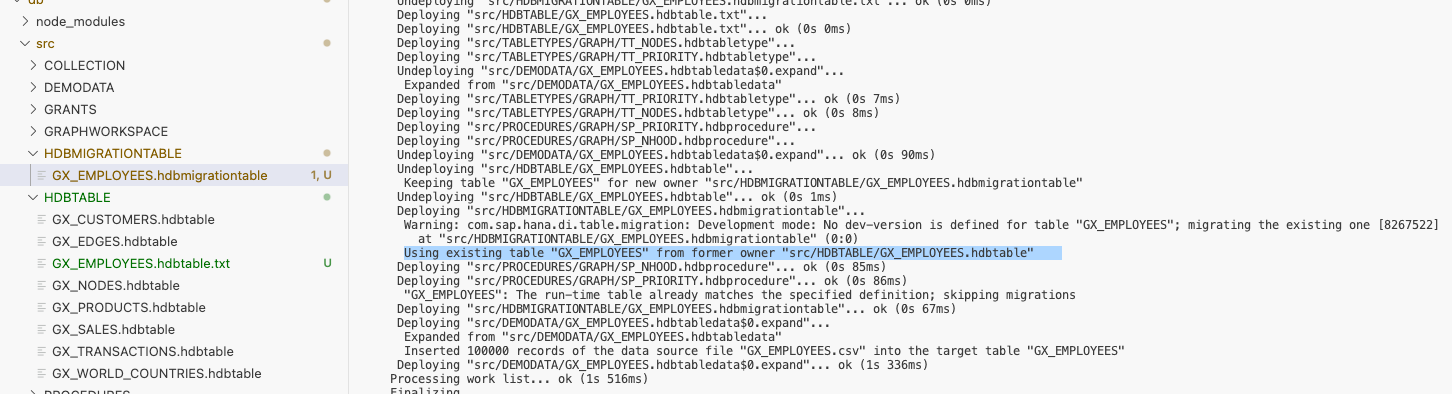 db
node_modules
src
COLLECTION
DEMODATA
GRANTS
GRAPHWORKSPACE
HDBMIGRATIONTABLE
GX_EMPLOYEES.hdbmigrationtable 1, U
HDBTABLE
GX_CUSTOMERS.hdbtable
GX_EDGES.hdbtable
GX_EMPLOYEES.hdbtable.txt U
GX_NODES.hdbtable
GX_PRODUCTS.hdbtable
GX_SALES.hdbtable
GX_TRANSACTIONS.hdbtable
GX_WORLD_COUNTRIES.hdbtable
PROCEDURES
Undeploying "src/HDBMIGRATIONTABLE/GX_EMPLOYEES.hdbmigrationtable.txt"... ok (0s 0ms)
Deploying "src/HDBTABLE/GX_EMPLOYEES.hdbtable.txt"...
Deploying "src/HDBTABLE/GX_EMPLOYEES.hdbtable.txt"... ok (0s 0ms)
Deploying "src/TABLETYPES/GRAPH/TT_NODES.hdbtabletype"...
Deploying "src/TABLETYPES/GRAPH/TT_PRIORITY.hdbtabletype"...
Undeploying "src/DEMODATA/GX_EMPLOYEES.hdbtabledata$0.expand"...
Expanded from "src/DEMODATA/GX_EMPLOYEES.hdbtabledata"
Deploying "src/TABLETYPES/GRAPH/TT_PRIORITY.hdbtabletype"... ok (0s 7ms)
Deploying "src/TABLETYPES/GRAPH/TT_NODES.hdbtabletype"... ok (0s 8ms)
Deploying "src/PROCEDURES/GRAPH/SP_PRIORITY.hdbprocedure"...
Deploying "src/PROCEDURES/GRAPH/SP_NHOOD.hdbprocedure"...
Undeploying "src/DEMODATA/GX_EMPLOYEES.hdbtabledata$0.expand"... ok (0s 90ms)
Undeploying "src/HDBTABLE/GX_EMPLOYEES.hdbtable"...
Keeping table "GX_EMPLOYEES" for new owner "src/HDBMIGRATIONTABLE/GX_EMPLOYEES.hdbmigrationtable"
Undeploying "src/HDBTABLE/GX_EMPLOYEES.hdbtable"... ok (0s 1ms)
Deploying "src/HDBMIGRATIONTABLE/GX_EMPLOYEES.hdbmigrationtable"...
Warning: com.sap.hana.di.table.migration: Development mode: No dev-version is defined for table "GX_EMPLOYEES"; migrating the existing one [8267522]
at "src/HDBMIGRATIONTABLE/GX_EMPLOYEES.hdbmigrationtable" (0:0)
Using existing table "GX_EMPLOYEES" from former owner "src/HDBTABLE/GX_EMPLOYEES.hdbtable"
Deploying "src/PROCEDURES/GRAPH/SP_NHOOD.hdbprocedure"... ok (0s 85ms)
Deploying "src/PROCEDURES/GRAPH/SP_PRIORITY.hdbprocedure"... ok (0s 86ms)
"GX_EMPLOYEES": The run-time table already matches the specified definition; skipping migrations
Deploying "src/HDBMIGRATIONTABLE/GX_EMPLOYEES.hdbmigrationtable"... ok (0s 67ms)
Deploying "src/DEMODATA/GX_EMPLOYEES.hdbtabledata$0.expand"...
Expanded from "src/DEMODATA/GX_EMPLOYEES.hdbtabledata"
Inserted 100000 records of the data source file "GX_EMPLOYEES.csv" into the target table "GX_EMPLOYEES"
Deploying "src/DEMODATA/GX_EMPLOYEES.hdbtabledata$0.expand"... ok (1s 336ms)
Processing work list... ok (1s 516ms)
Finalizing